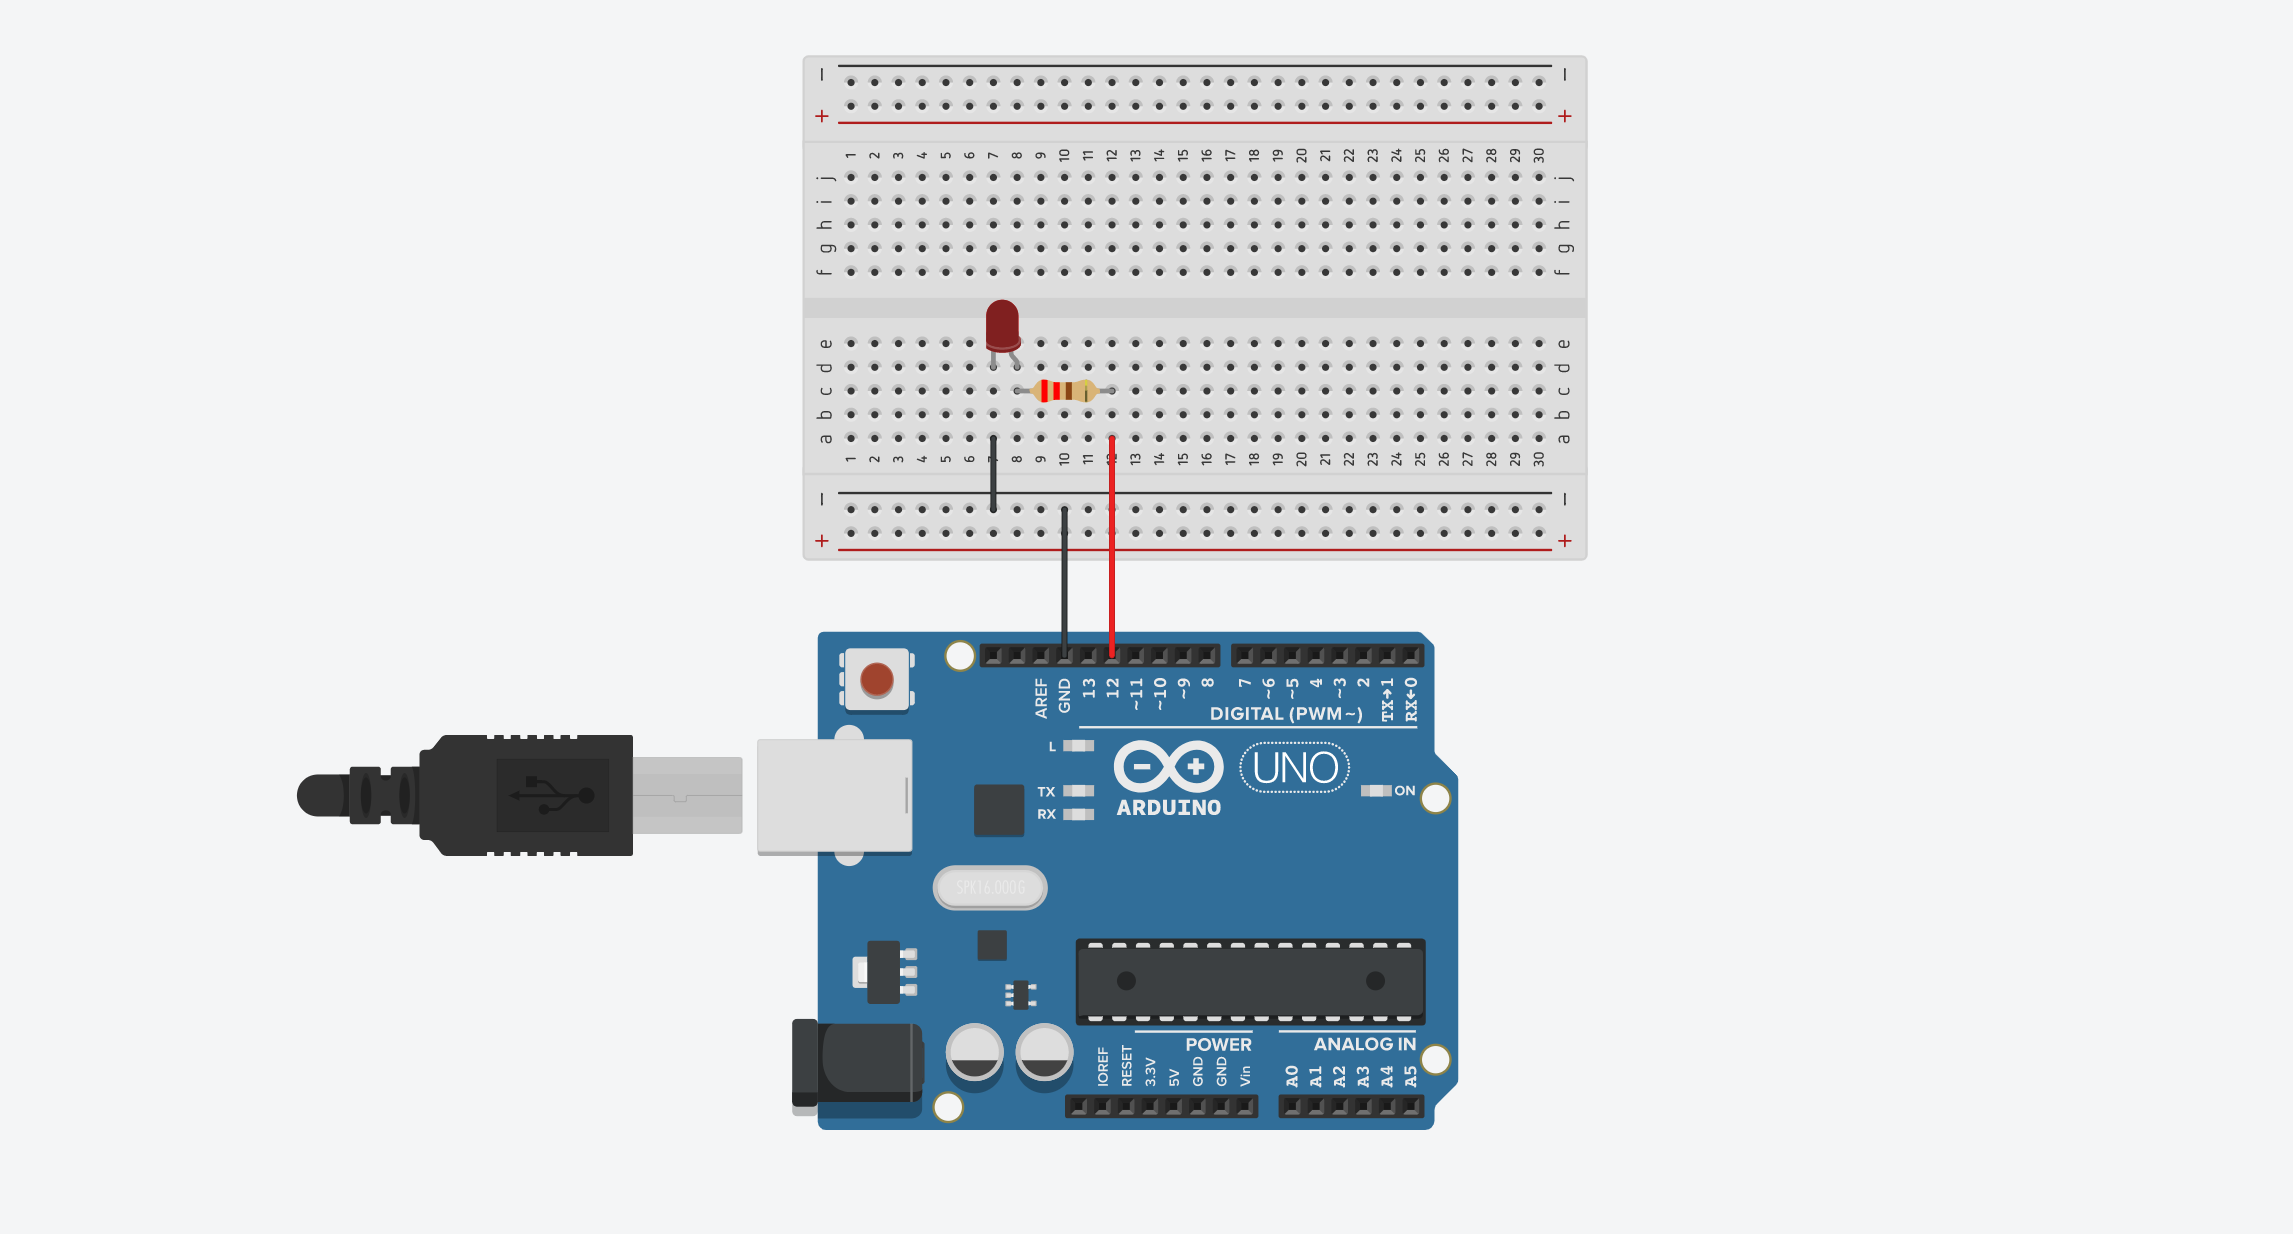 − −
+ +
1 2 3 4 5 6 7 8 9 10 11 12 13 14 15 16 17 18 19 20 21 22 23 24 25 26 27 28 29 30
j j
i i
h h
g g
f f
e e
d d
c c
b b
a a
1 2 3 4 5 6 7 8 9 10 11 12 13 14 15 16 17 18 19 20 21 22 23 24 25 26 27 28 29 30
− −
+ +
AREF GND 13 12 ~11 ~10 ~9 8 7 ~6 ~5 4 ~3 2 TX→1 RX←0
DIGITAL (PWM~)
L
UNO
TX
ON
ARDUINO
RX
SPK16.000G
POWER ANALOG IN
IOREF RESET 3.3V 5V GND GND Vin A0 A1 A2 A3 A4 A5